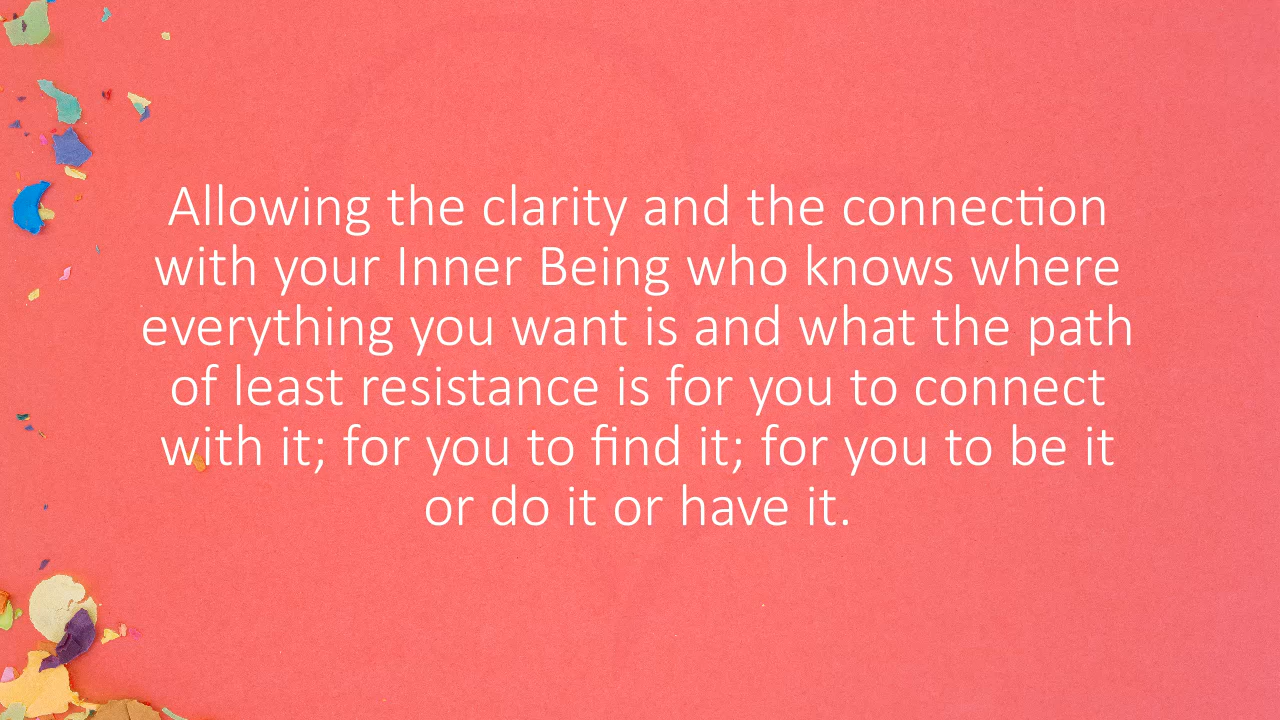 Allowing the clarity and the connection
with your Inner Being who knows where
everything you want is and what the path
of least resistance is for you to connect
with it; for you to find it; for you to be it
or do it or have it.